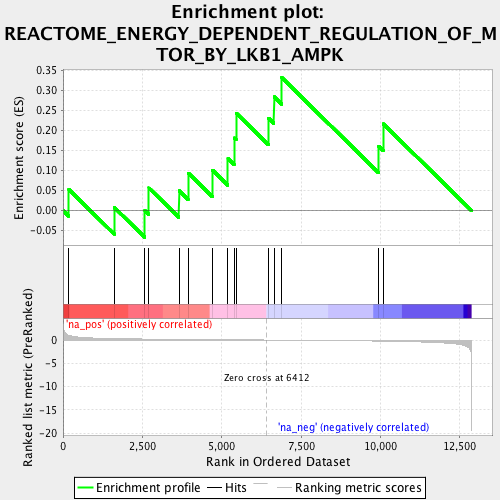 Enrichment plot:
REACTOME_ENERGY_DEPENDENT_REGULATION_OF_M
TOR_BY_LKB1_AMPK
Enrichment score (ES)
0.35
0.30
0.25
0.20
0.15
0.10
0.05
0.00
-0.05
'na_pos' (positively correlated)
Ranked list metric (PreRanked)
0
-5
-10
-15
-20
Zero cross at 6412
'na_neg' (negatively correlated)
0
2,500
5,000
7,500
10,000
12,500
Rank in Ordered Dataset
Enrichment profile
Hits
Ranking metric scores